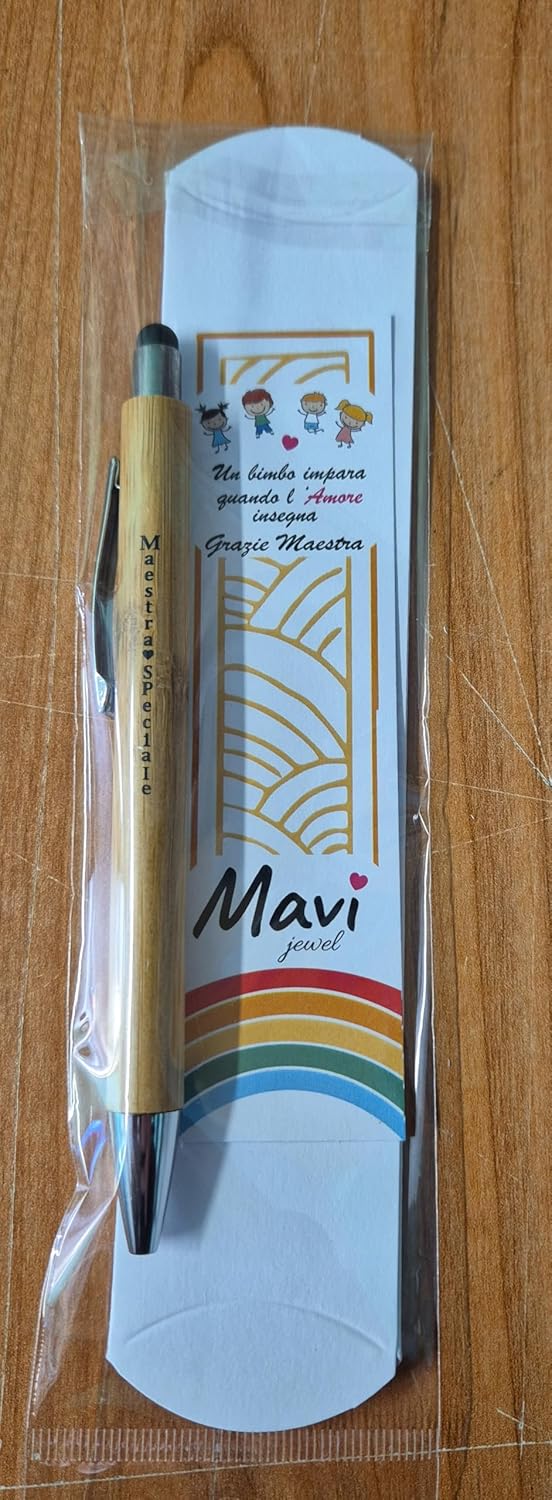 Maestra♥SPeciale
Un bimbo impara
quando l 'Amore
insegna
Grazie Maestra
Mavi
jewel